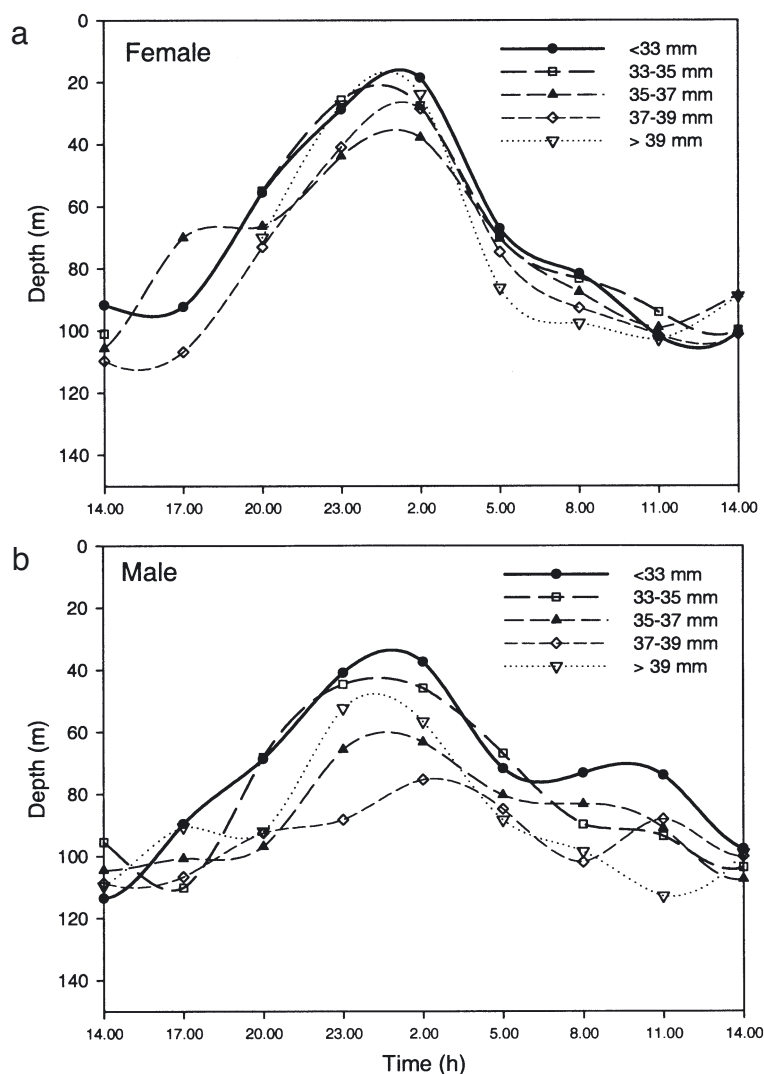 a
Female
<33 mm
33-35 mm
35-37 mm
37-39 mm
> 39 mm
Depth (m)
0
20
40
60
80
100
120
140
14.00 17.00 20.00 23.00 2.00 5.00 8.00 11.00 14.00
b
Male
<33 mm
33-35 mm
35-37 mm
37-39 mm
> 39 mm
Depth (m)
0
20
40
60
80
100
120
140
14.00 17.00 20.00 23.00 2.00 5.00 8.00 11.00 14.00
Time (h)